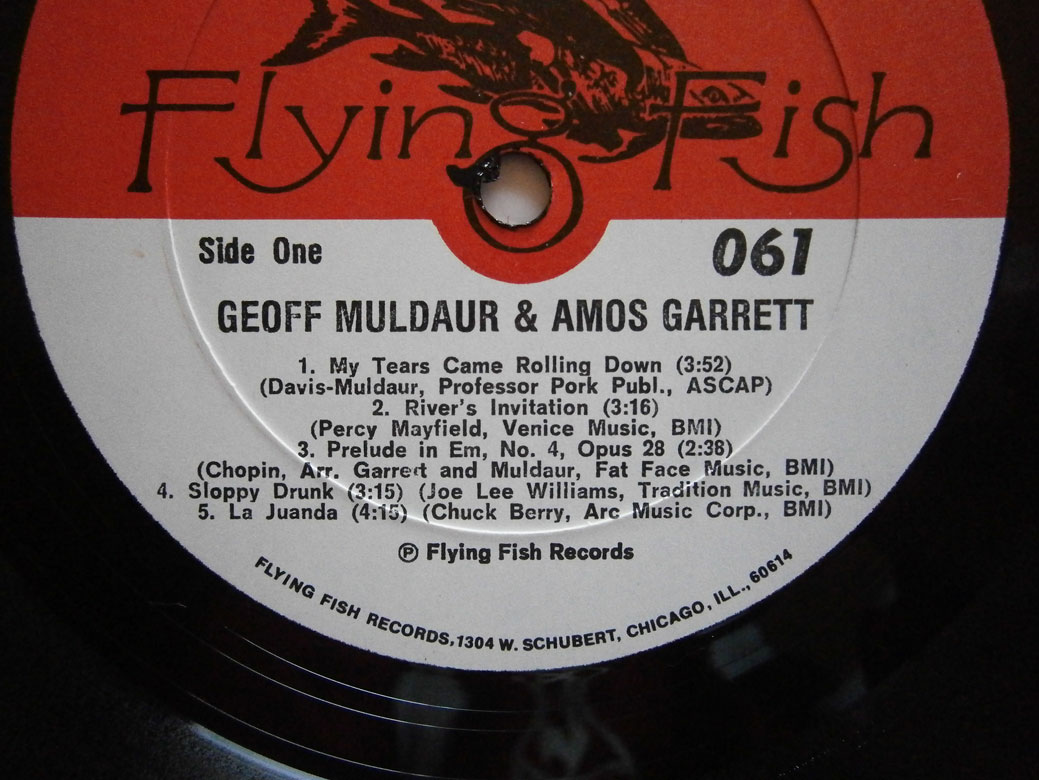 Flying Fish
Side One
061
GEOFF MULDAUR & AMOS GARRETT
1. My Tears Came Rolling Down (3:52)
(Davis-Muldaur, Professor Pork Publ., ASCAP)
2. River's Invitation (3:16)
(Percy Mayfield, Venice Music, BMI)
3. Prelude in Em, No. 4, Opus 28 (2:38)
(Chopin, Arr. Garrett and Muldaur, Fat Face Music, BMI)
4. Sloppy Drunk (3:15) (Joe Lee Williams, Tradition Music, BMI)
5. La Juanda (4:15) (Chuck Berry, Arc Music Corp., BMI)
℗ Flying Fish Records
FLYING FISH RECORDS, 1304 W. SCHUBERT, CHICAGO, ILL., 60614